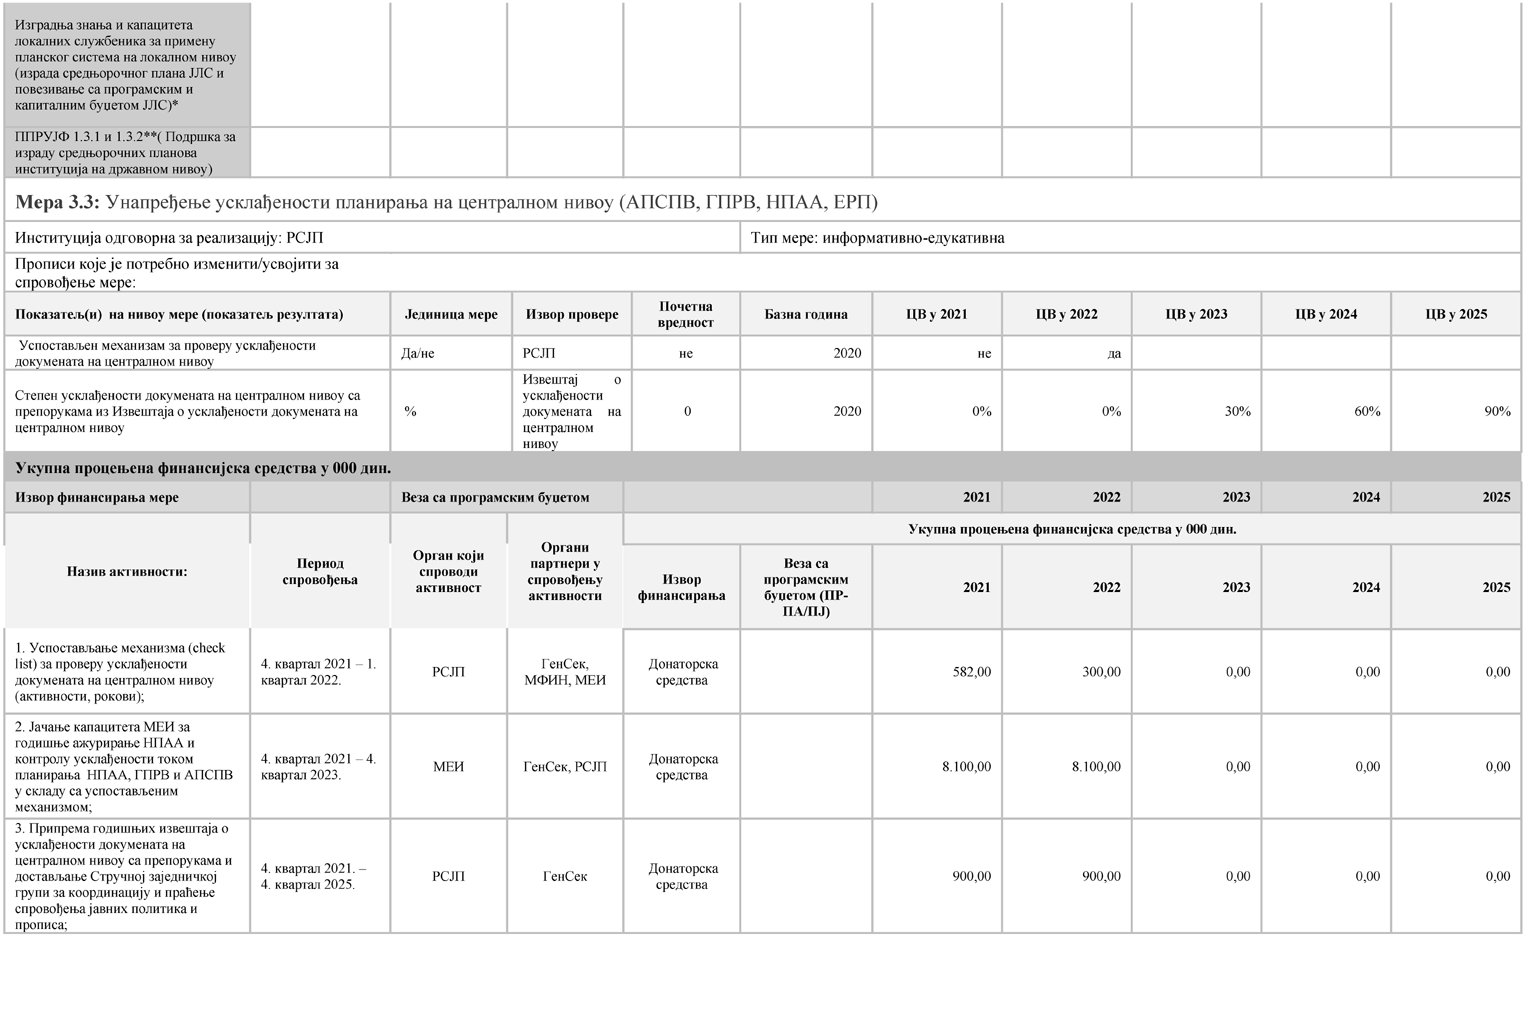 Изградња знања и капацитета
локалних службеника за примену
планског система на локалном нивоу
(израда средњорочног плана ЈЛС и
повезивање са програмским и
капиталним буџетом ЈЛС)*
ППРУЈФ 1.3.1 и 1.3.2**( Подршка за
израду средњорочних планова
институција на државном нивоу)
Мера 3.3: Унапређење усклађености планирања на централном нивоу (АПСПВ, ГПРВ, НПАА, ЕРП)
Институција одговорна за реализацију: РСЈП
Тип мере: информативно-едукативна
Прописи које је потребно изменити/усвојити за
спровођење мере:
Показатељ(и) на нивоу мере (показатељ резултата)
Јединица мере
Извор провере
Почетна
вредност
Базна година
ЦВ у 2021
ЦВ у 2022
ЦВ у 2023
ЦВ у 2024
ЦВ у 2025
Успостављен механизам за проверу усклађености
документа на централном нивоу
Да/не
РСЈП
не
2020
не
да
Степен усклађености докумената на централном нивоу са
препорукама из Извештаја о усклађености докумената на
централном нивоу
%
Извештај о
усклађености
докумената на
централном
нивоу
0
2020
0%
0%
30%
60%
90%
Укупна процењена финансијска средства у 000 дин.
Извор финансирања мере
Веза са програмским буџетом
2021
2022
2023
2024
2025
Назив активности:
Период
спровођења
Орган који
спроводи
активност
Органи
партнери у
спровођењу
активности
Укупна процењена финансијска средства у 000 дин.
Извор
финансирања
Веза са
програмским
буџетом (ПР-
ПА/ПЈ)
2021
2022
2023
2024
2025
1. Успостављање механизма (check
list) за проверу усклађености
докумената на централном нивоу
(активности, рокови);
4. квартал 2021 – 1.
квартал 2022.
РСЈП
ГенСек,
МФИН, МЕИ
Донаторска
средства
582,00
300,00
0,00
0,00
0,00
2. Јачање капацитета МЕИ за
годишње ажурирање НПАА и
контролу усклађености током
планирања НПАА, ГПРВ и АПСПВ
у складу са успостављеним
механизмом;
4. квартал 2021 – 4.
квартал 2023.
МЕИ
ГенСек, РСЈП
Донаторска
средства
8.100,00
8.100,00
0,00
0,00
0,00
3. Припрема годишњих извештаја о
усклађености докумената на
централном нивоу са препорукама и
достављање Стручној заједничкој
групи за координацију и праћење
спровођења јавних политика и
прописа;
4. квартал 2021. –
4. квартал 2025.
РСЈП
ГенСек
Донаторска
средства
900,00
900,00
0,00
0,00
0,00